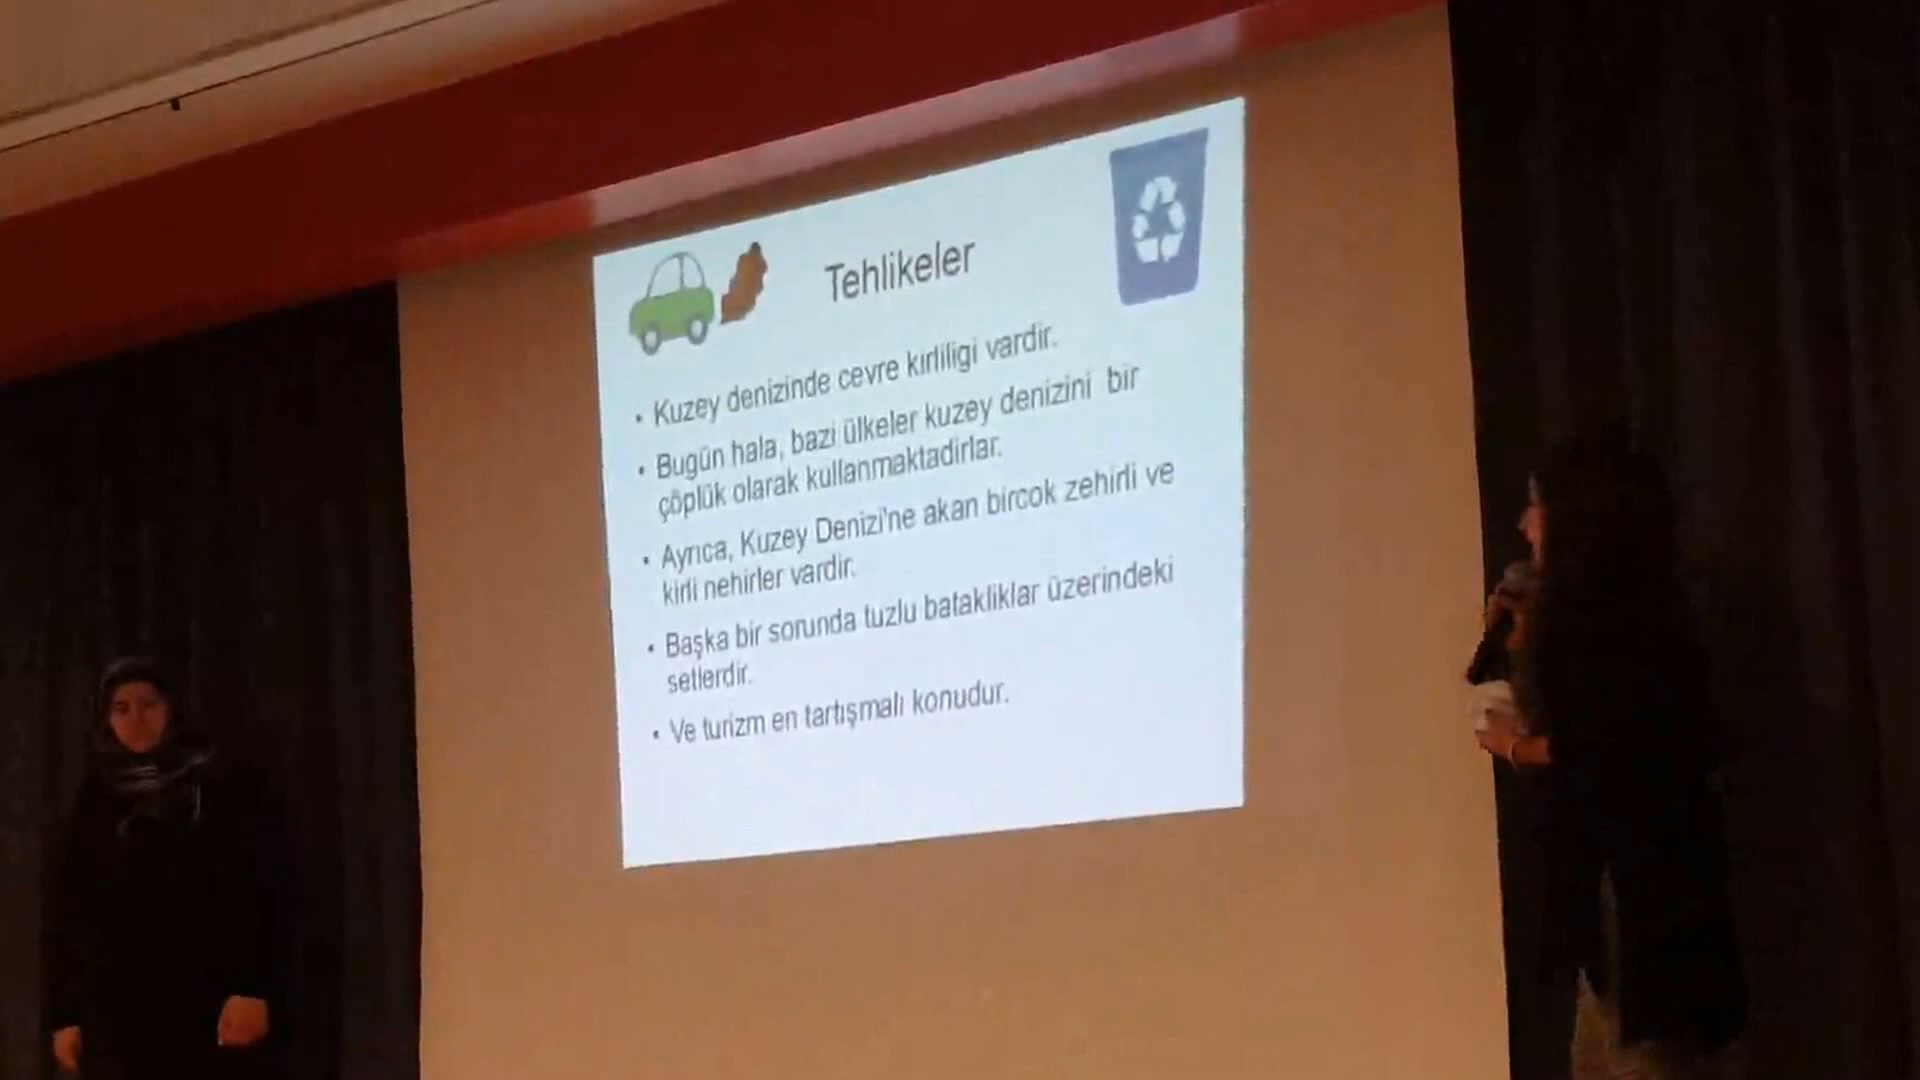 Tehlikeler
• Kuzey denizinde cevre kırliligi vardir.
• Bugün hala, bazi ülkeler kuzey denizini bir
çöplük olarak kullanmaktadirlar.
• Ayrıca, Kuzey Denizi'ne akan bircok zehirli ve
kirli nehirler vardir.
• Başka bir sorunda tuzlu batakliklar üzerindeki
setlerdir.
• Ve turizm en tartışmalı konudur.